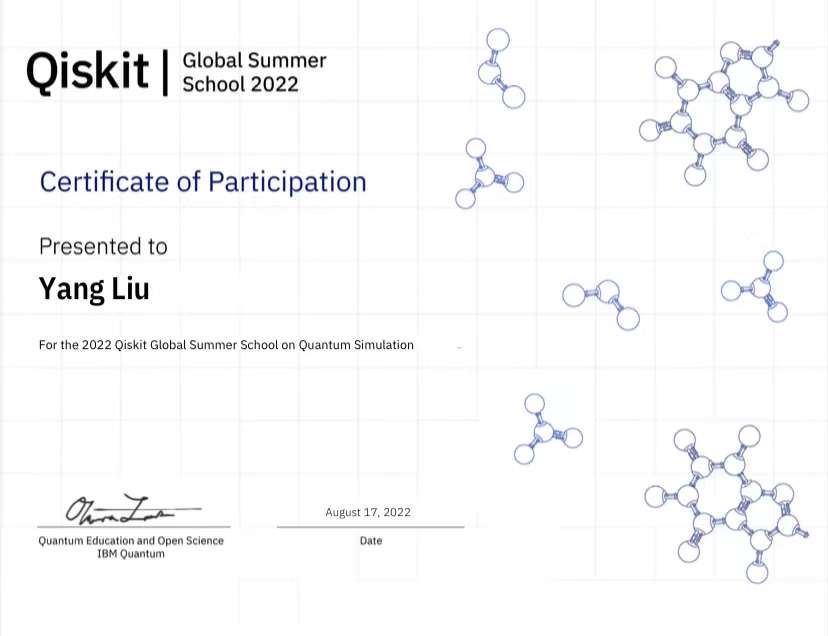 Qiskit | Global Summer
School 2022
Certificate of Participation
Presented to
Yang Liu
For the 2022 Qiskit Global Summer School on Quantum Simulation
August 17, 2022
Quantum Education and Open Science
IBM Quantum
Date